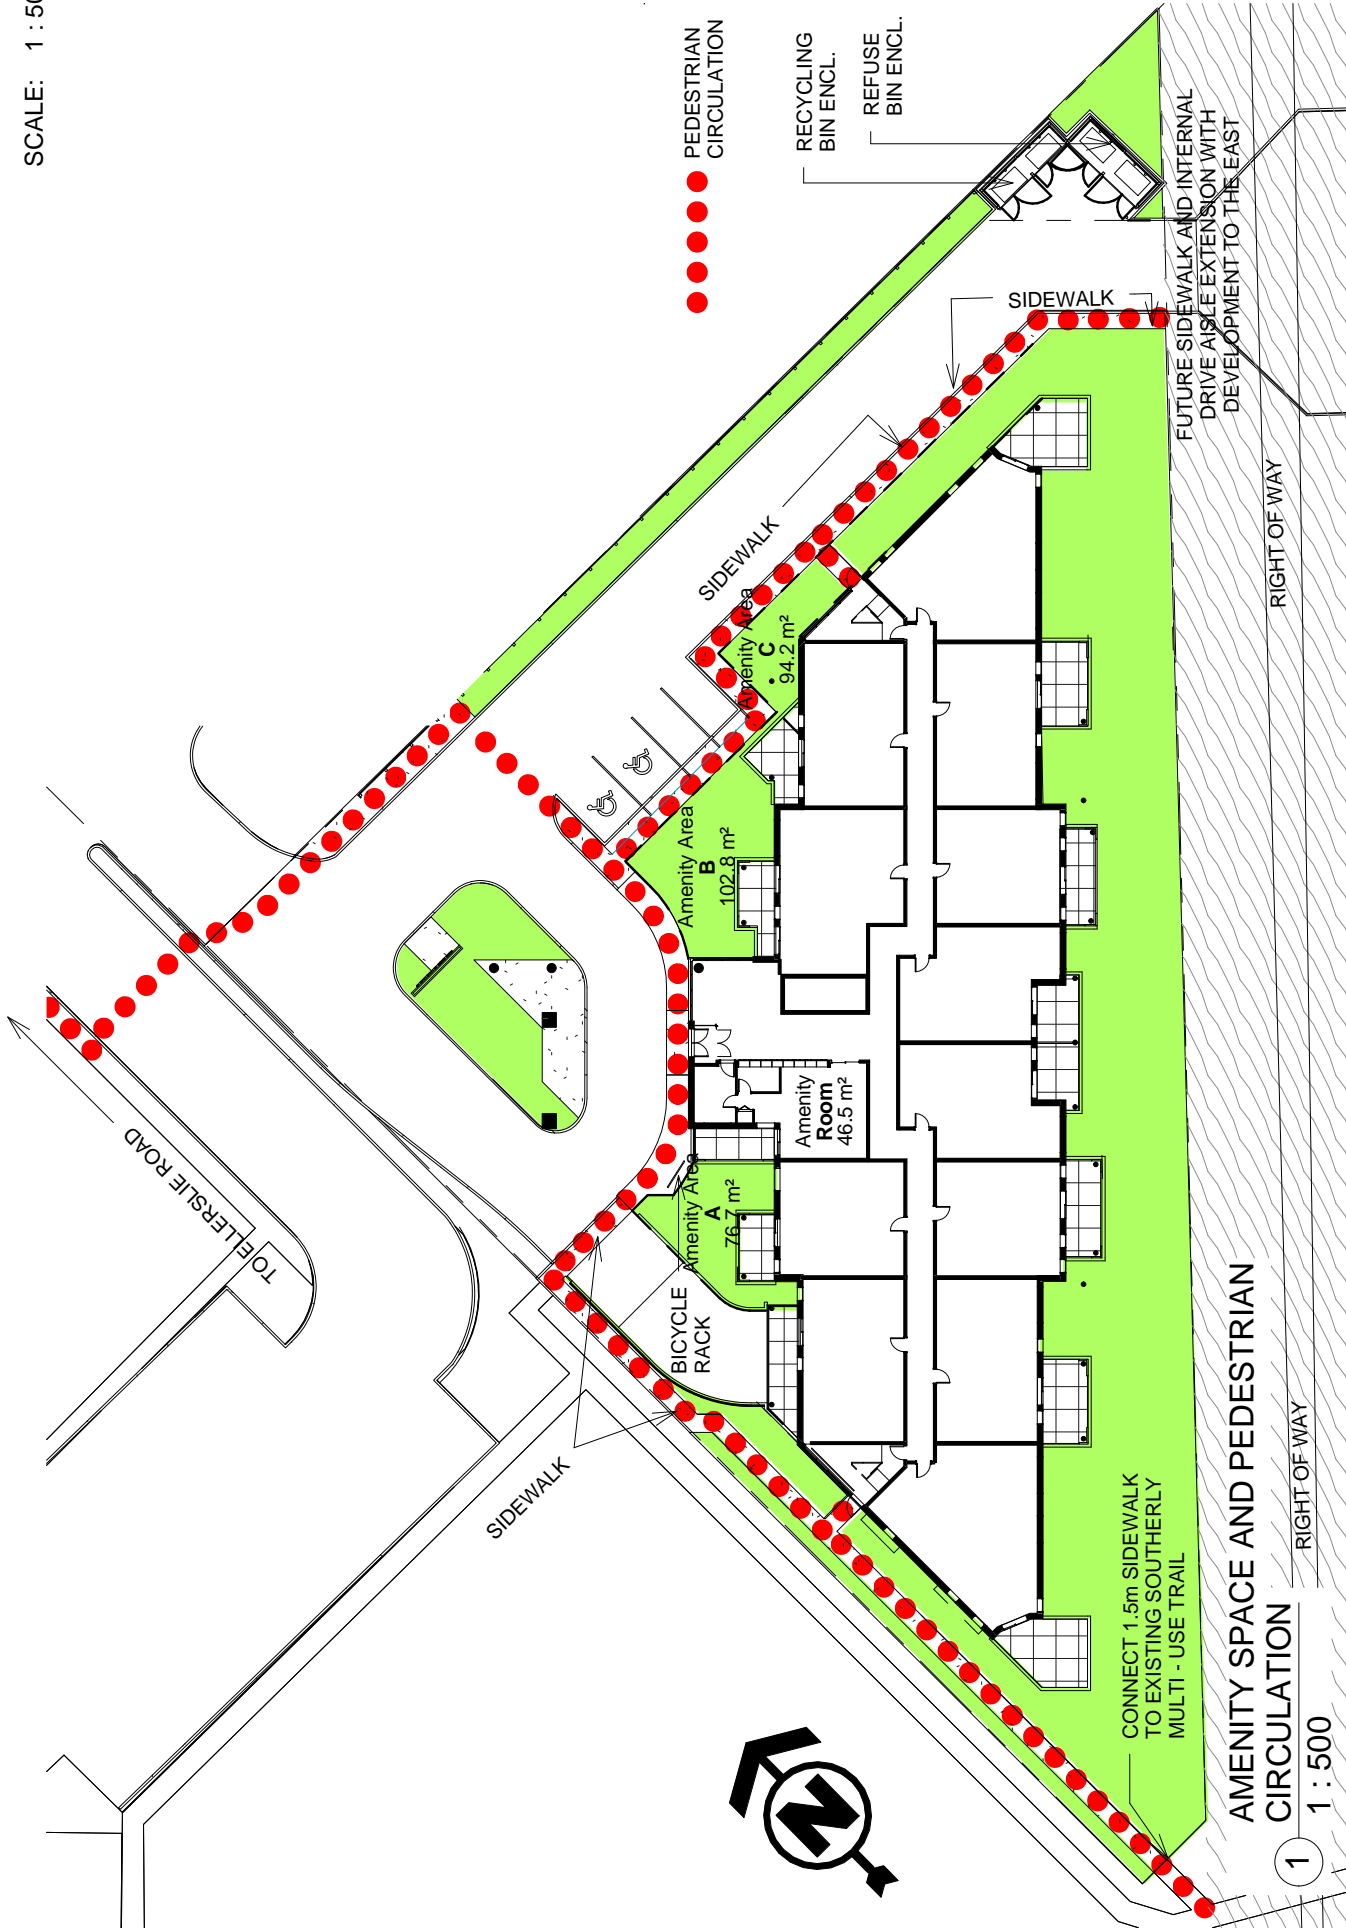 SCALE: 1 : 50
PEDESTRIAN
CIRCULATION
RECYCLING
BIN ENCL.
REFUSE
BIN ENCL.
FUTURE SIDEWALK AND INTERNAL
DRIVE AISLE EXTENSION WITH
DEVELOPMENT TO THE EAST
SIDEWALK
SIDEWALK
RIGHT OF WAY
Amenity Area
C
94.2 m²
Amenity Area
B
102.8 m²
Amenity
Room
46.5 m²
Amenity Area
A
76.7 m²
TO ELLERSLIE ROAD
BICYCLE
RACK
SIDEWALK
CONNECT 1.5m SIDEWALK
TO EXISTING SOUTHERLY
MULTI - USE TRAIL
RIGHT OF WAY
N
AMENITY SPACE AND PEDESTRIAN
CIRCULATION
1
1 : 500